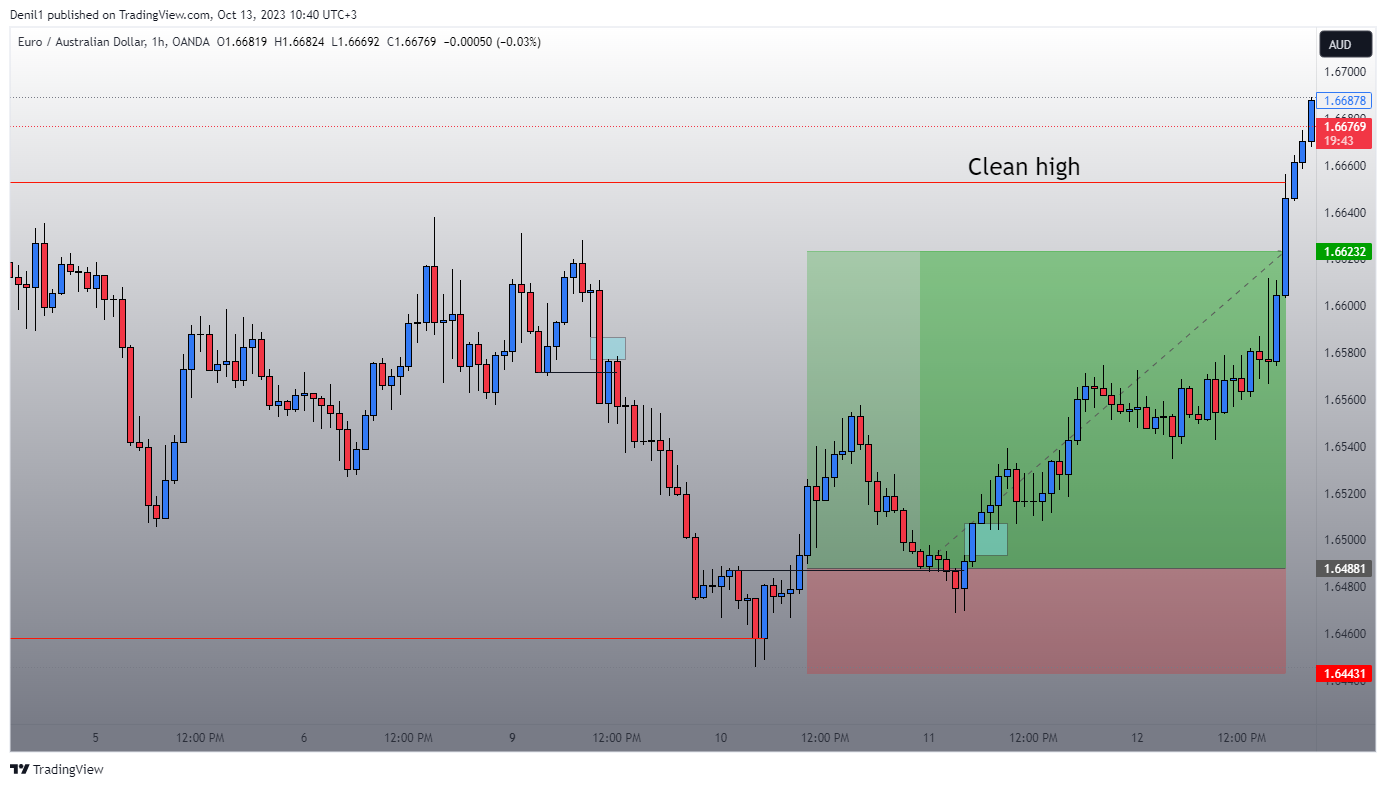 Denil1 published on TradingView.com, Oct 13, 2023 10:40 UTC+3
Euro / Australian Dollar, 1h, OANDA O1.66819 H1.66824 L1.66692 C1.66769 −0.00050 (−0.03%)
AUD
1.67000
1.66878
1.66769
19:43
Clean high
1.66600
1.66400
1.66232
1.66000
1.65800
1.65600
1.65400
1.65200
1.65000
1.64881
1.64800
1.64600
1.64431
5 12:00 PM 6 12:00 PM 9 12:00 PM 10 12:00 PM 11 12:00 PM 12 12:00 PM
TradingView